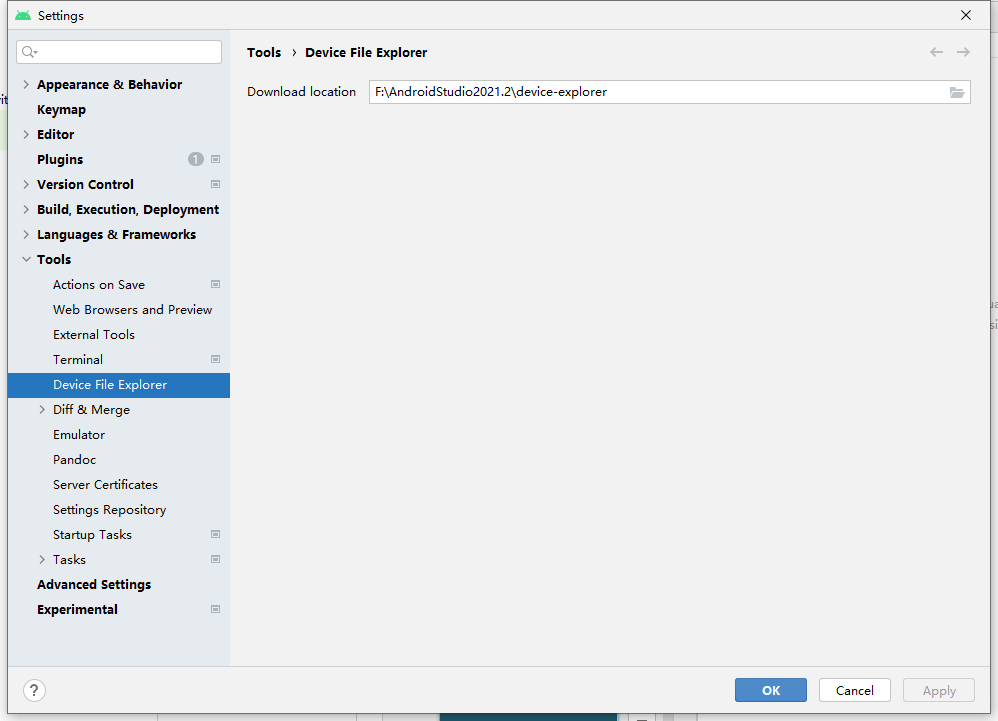 Settings
Tools › Device File Explorer
Download location F:\AndroidStudio2021.2\device-explorer
Appearance & Behavior
Keymap
Editor
Plugins 1
Version Control
Build, Execution, Deployment
Languages & Frameworks
Tools
Actions on Save
Web Browsers and Preview
External Tools
Terminal
Device File Explorer
Diff & Merge
Emulator
Pandoc
Server Certificates
Settings Repository
Startup Tasks
Tasks
Advanced Settings
Experimental
? OK Cancel Apply